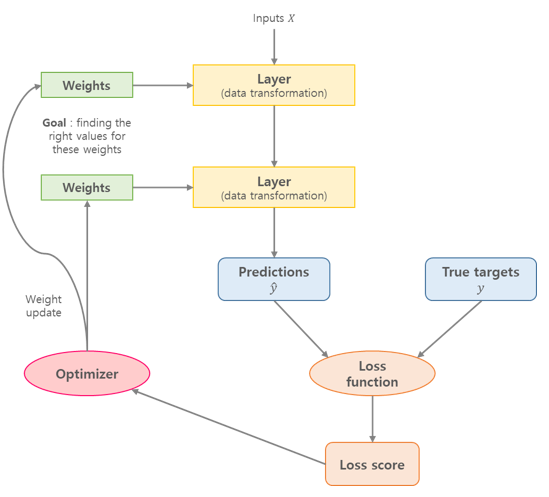 Inputs X
Weights
Layer
(data transformation)
Goal : finding the
right values for
these weights
Weights
Layer
(data transformation)
Predictions
ŷ
True targets
y
Weight
update
Optimizer
Loss
function
Loss score